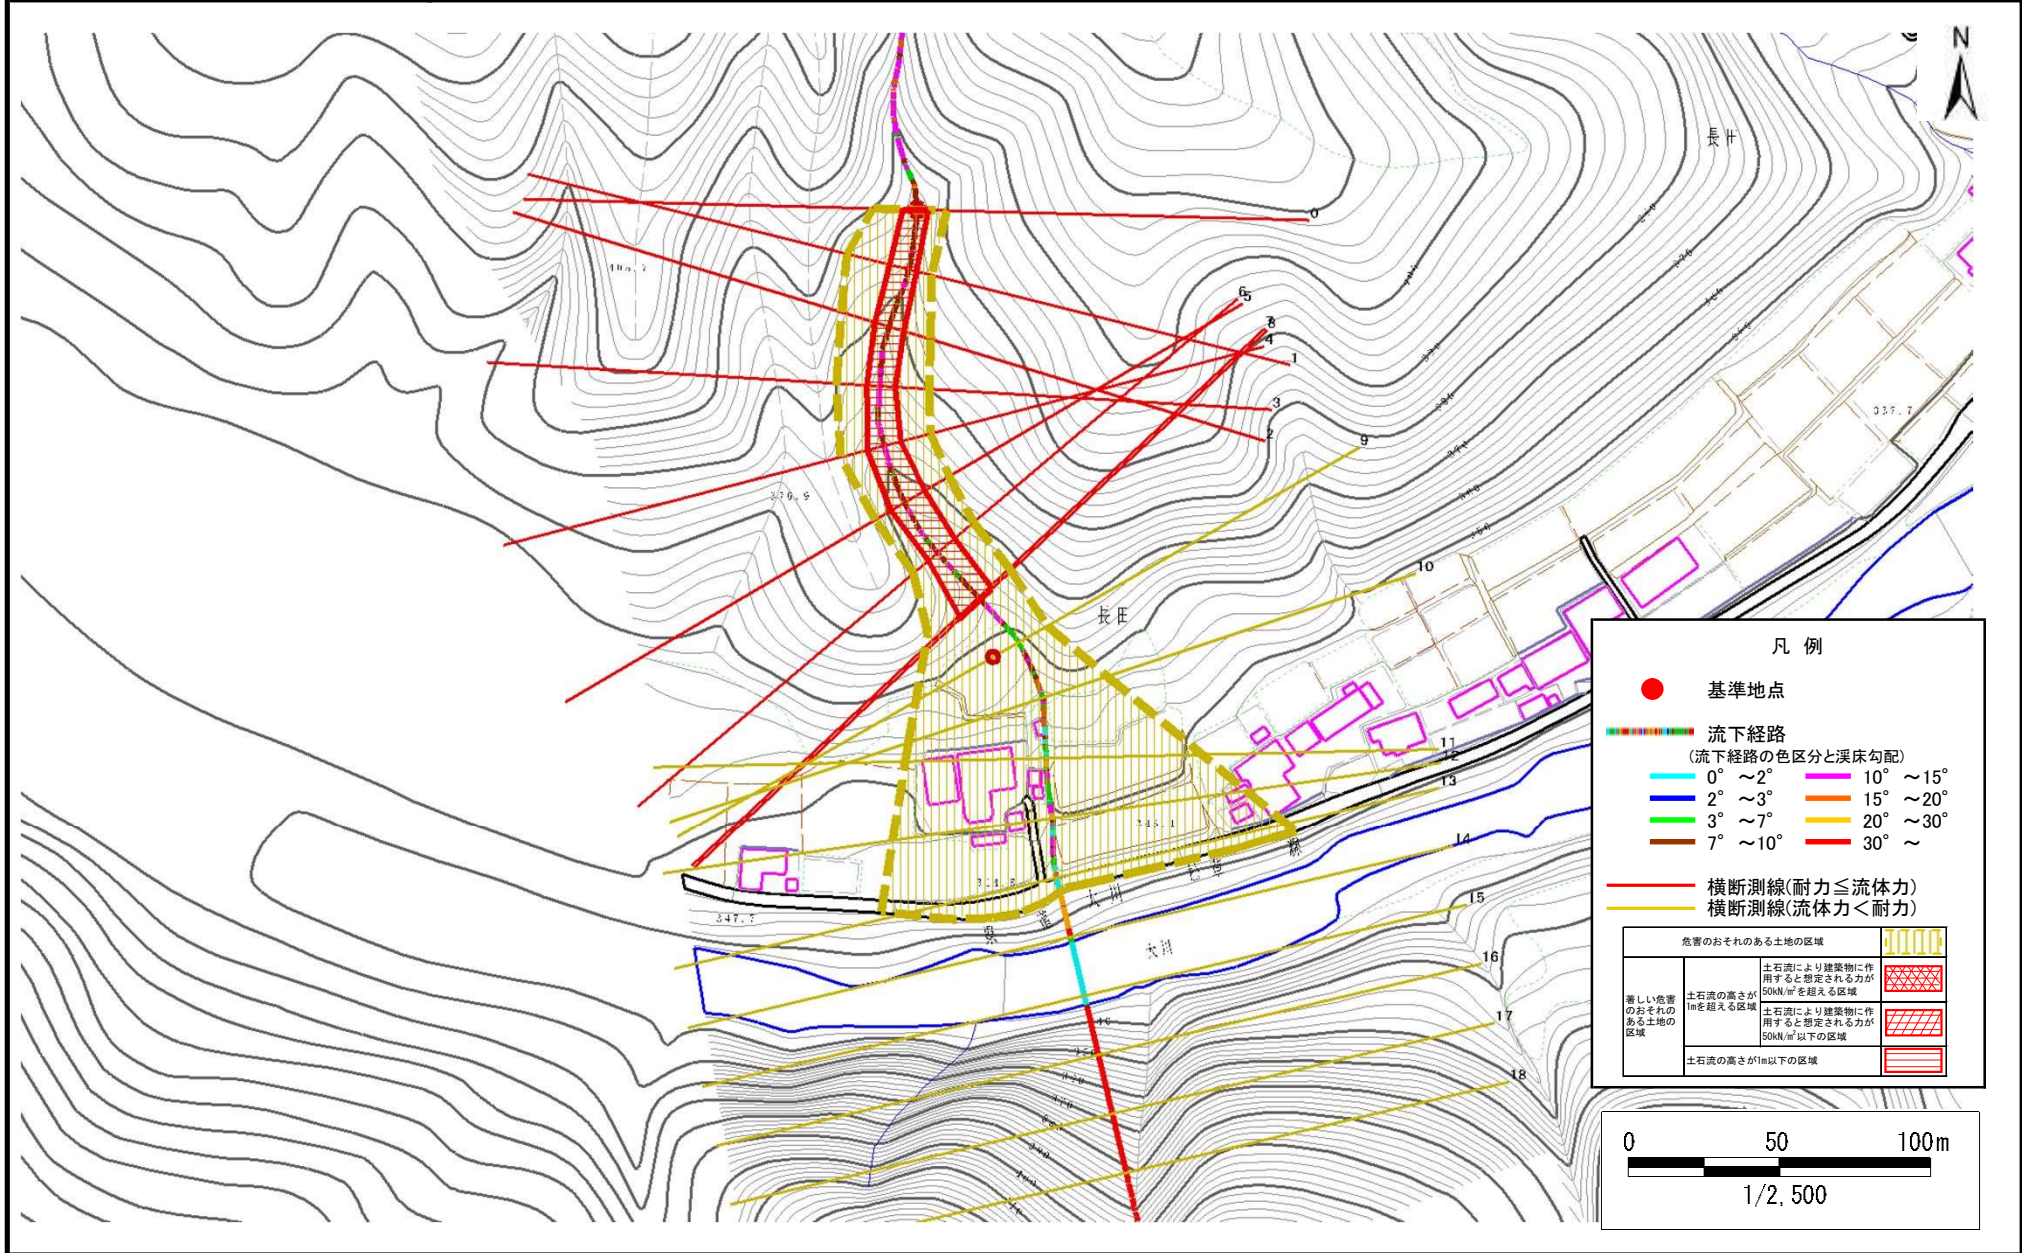 N
長井
0
6
5
7
8
4
1
3
2
9
長田
10
11
12
13
14
15
16
17
18
大川
大川
347.7
凡 例
基準地点
流下経路
(流下経路の色区分と渓床勾配)
0° ～2°
10° ～15°
2° ～3°
15° ～20°
3° ～7°
20° ～30°
7° ～10°
30° ～
横断測線(耐力≦流体力)
横断測線(流体力＜耐力)
危害のおそれのある土地の区域
著しい危害
のおそれの
ある土地の
区域
土石流の高さが
1mを超える区域
土石流により建築物に作
用すると想定される力が
50kN/㎡を超える区域
土石流により建築物に作
用すると想定される力が
50kN/㎡以下の区域
土石流の高さが1m以下の区域
0 50 100m
1/2,500